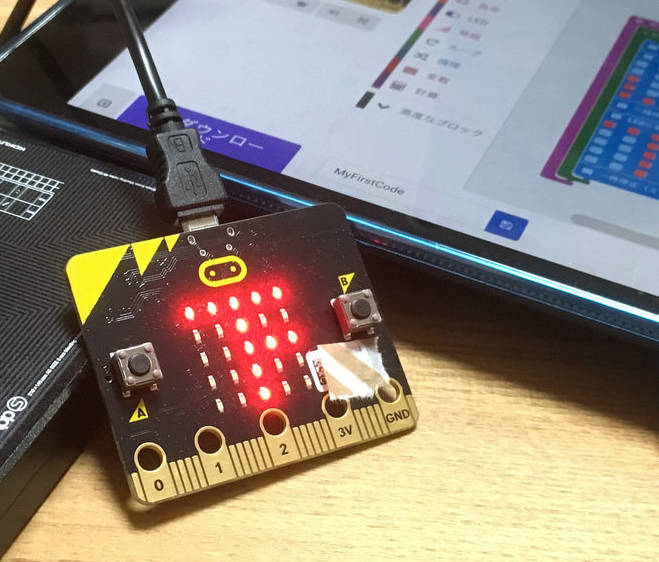 LED
ループ
論理
変数
計算
高度なブロック
ダウンロー
ド
MyFirstCode
B
A
0
1
2
3V
GND